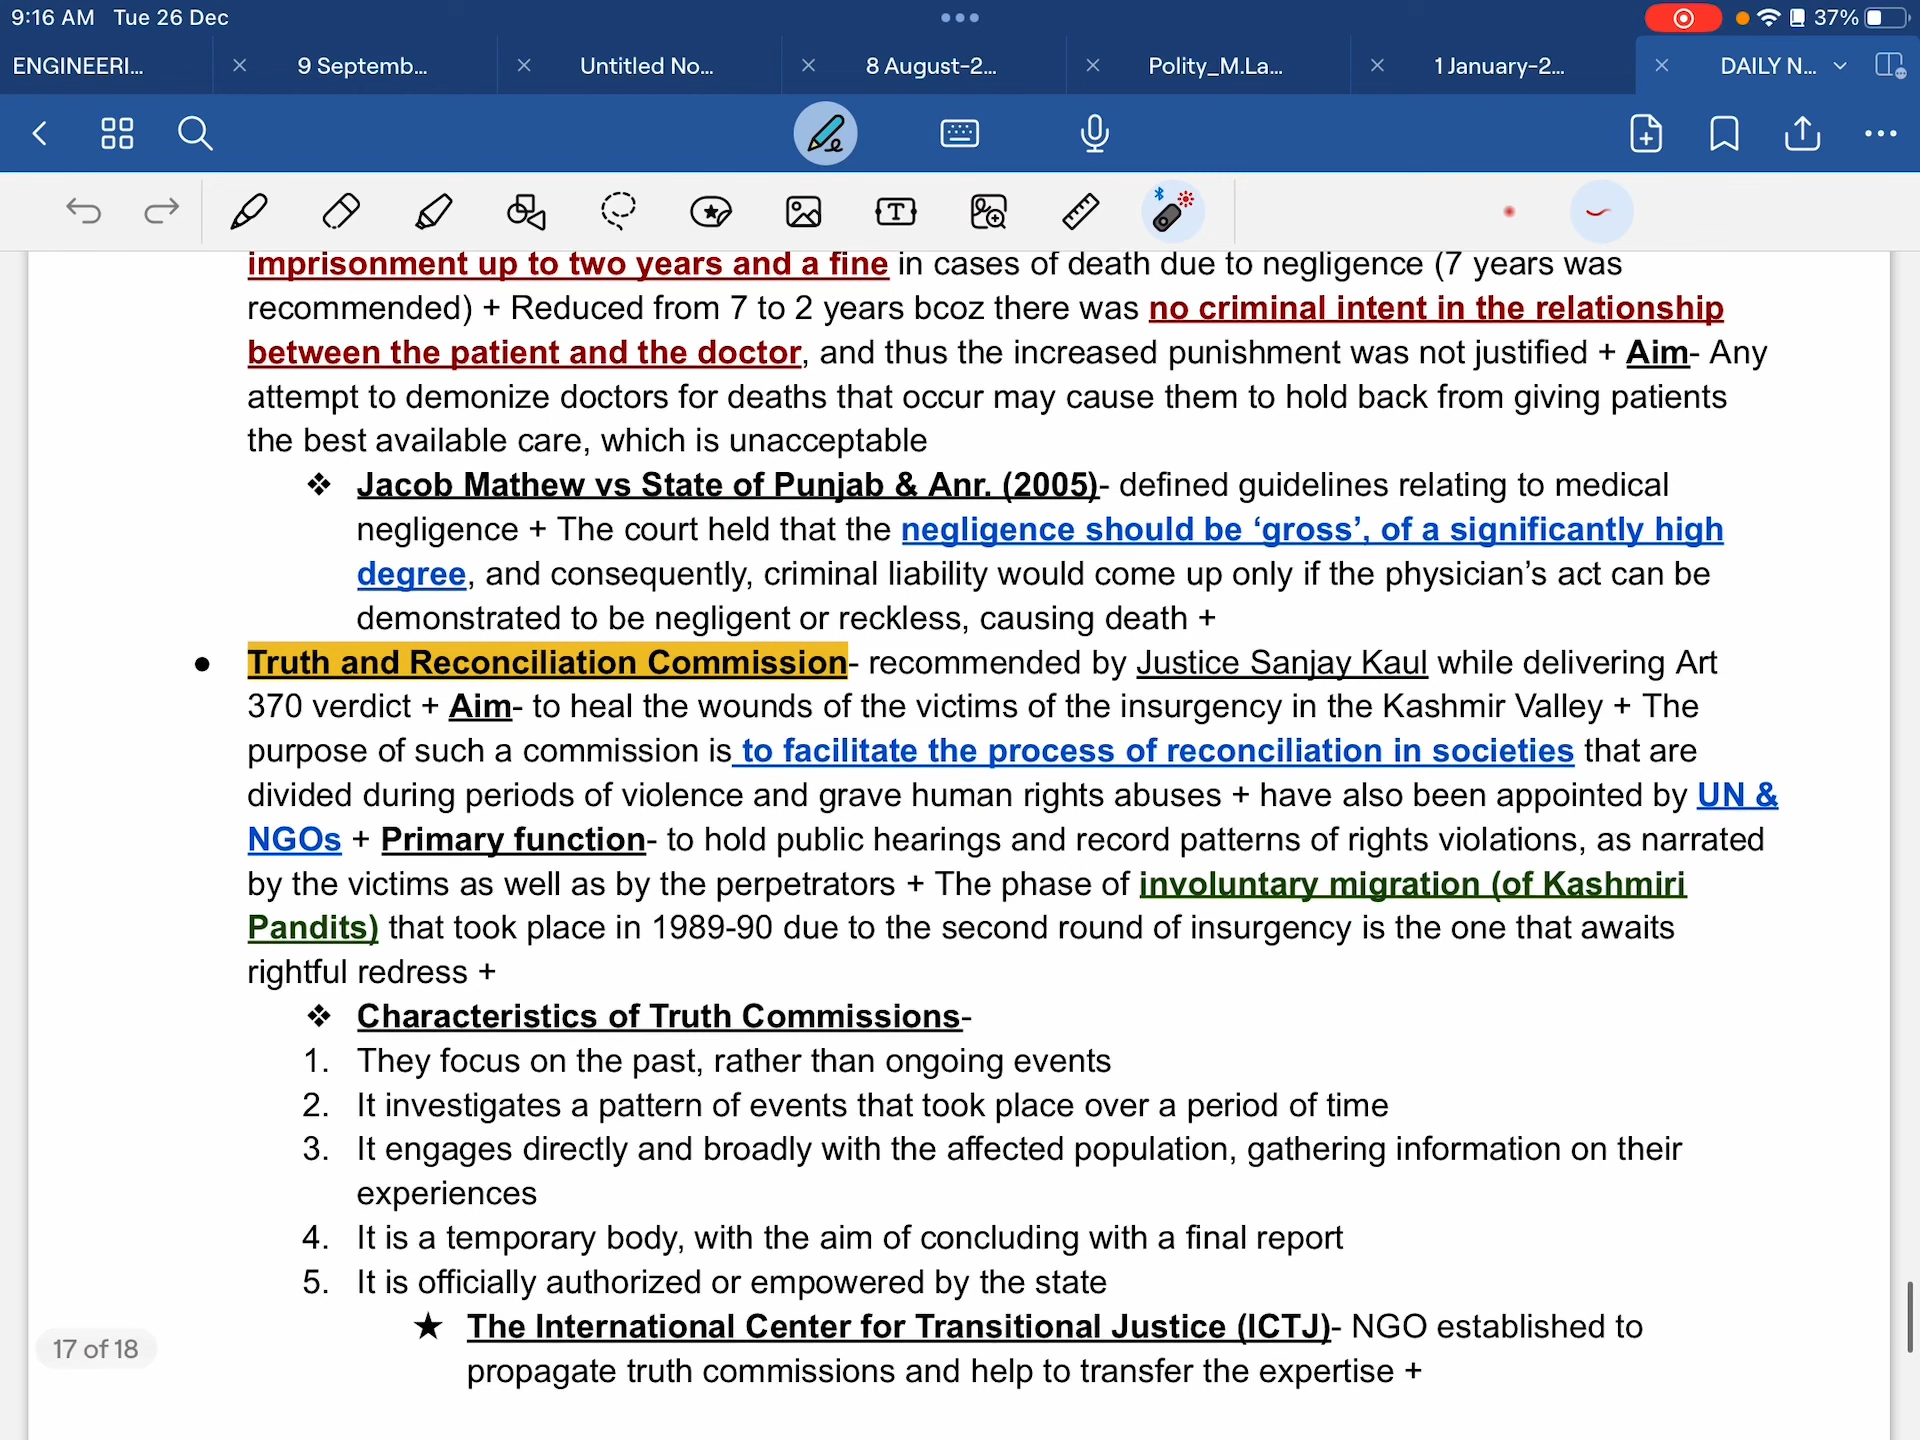 9:16 AM Tue 26 Dec
37%
ENGINEERI...
9 Septemb...
Untitled No...
8 August-2...
Polity_M.La...
1 January-2...
DAILY N...
imprisonment up to two years and a fine in cases of death due to negligence (7 years was
recommended) + Reduced from 7 to 2 years bcoz there was no criminal intent in the relationship
between the patient and the doctor, and thus the increased punishment was not justified + Aim- Any
attempt to demonize doctors for deaths that occur may cause them to hold back from giving patients
the best available care, which is unacceptable
❖ Jacob Mathew vs State of Punjab & Anr. (2005)- defined guidelines relating to medical
negligence + The court held that the negligence should be ‘gross’, of a significantly high
degree, and consequently, criminal liability would come up only if the physician’s act can be
demonstrated to be negligent or reckless, causing death +
● Truth and Reconciliation Commission- recommended by Justice Sanjay Kaul while delivering Art
370 verdict + Aim- to heal the wounds of the victims of the insurgency in the Kashmir Valley + The
purpose of such a commission is to facilitate the process of reconciliation in societies that are
divided during periods of violence and grave human rights abuses + have also been appointed by UN &
NGOs + Primary function- to hold public hearings and record patterns of rights violations, as narrated
by the victims as well as by the perpetrators + The phase of involuntary migration (of Kashmiri
Pandits) that took place in 1989-90 due to the second round of insurgency is the one that awaits
rightful redress +
❖ Characteristics of Truth Commissions-
1. They focus on the past, rather than ongoing events
2. It investigates a pattern of events that took place over a period of time
3. It engages directly and broadly with the affected population, gathering information on their
experiences
4. It is a temporary body, with the aim of concluding with a final report
5. It is officially authorized or empowered by the state
★ The International Center for Transitional Justice (ICTJ)- NGO established to
propagate truth commissions and help to transfer the expertise +
17 of 18